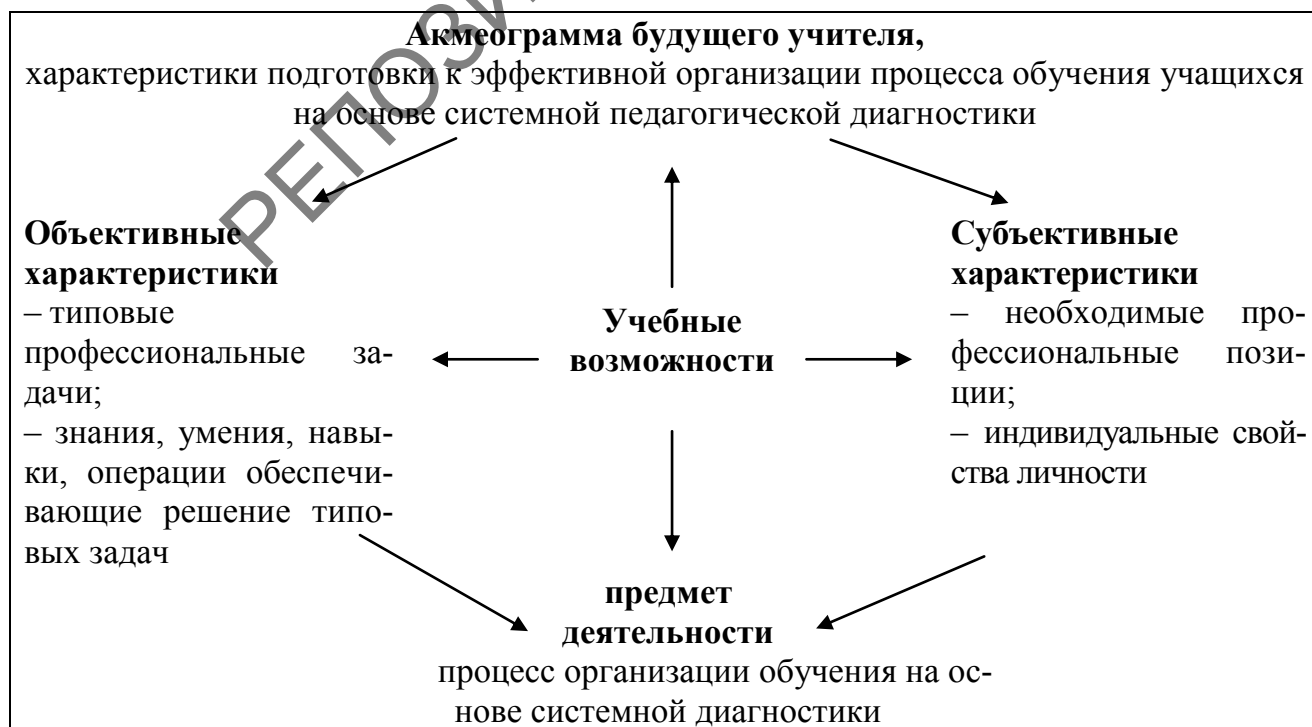 Акмеограмма будущего учителя,
характеристики подготовки к эффективной организации процесса обучения учащихся
на основе системной педагогической диагностики
Объективные
характеристики
– типовые
профессиональные за-
дачи;
– знания, умения, навы-
ки, операции обеспечи-
вающие решение типо-
вых задач
Учебные
возможности
Субъективные
характеристики
– необходимые про-
фессиональные пози-
ции;
– индивидуальные свой-
ства личности
предмет
деятельности
процесс организации обучения на ос-
нове системной диагностики